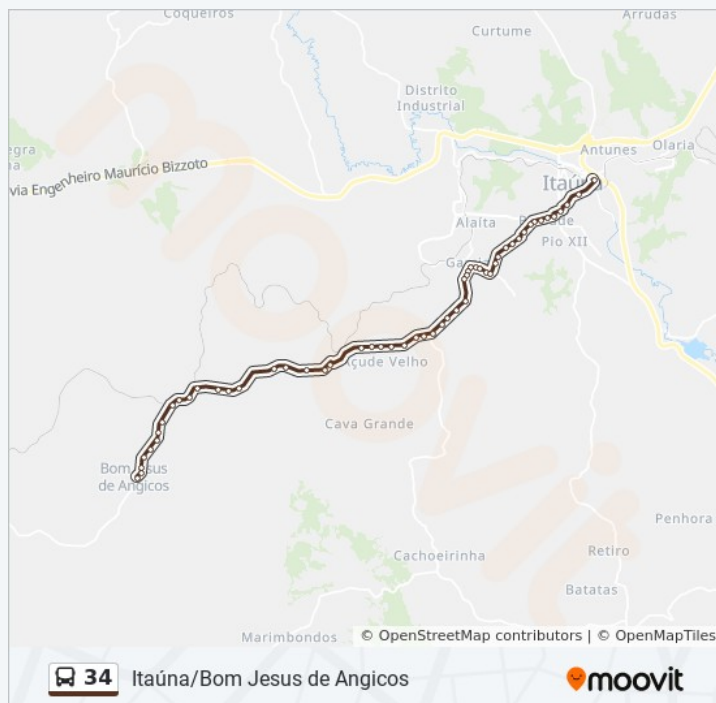 Coqueiros
Arrudas
Curtume
Distrito
Industrial
Antunes
Olaria
egra
via Engenheiro Maurício Bizzoto
Itaúna
Alaíta
Pio XII
Açude Velho
Cava Grande
Bom Jesus
de Angicos
Penhora
Cachoeirinha
Retiro
Batatas
Marimbondos
© OpenStreetMap contributors | © OpenMapTiles
34 Itaúna/Bom Jesus de Angicos
moovit